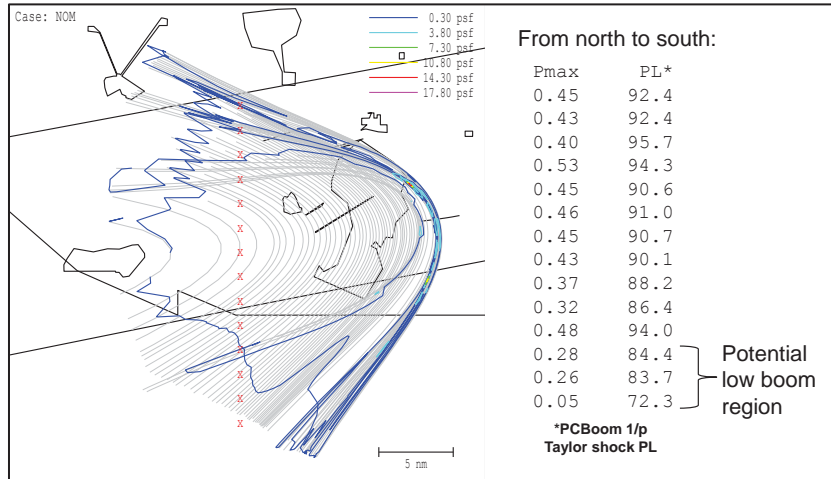 Case: NOM
0.30 psf
3.80 psf
7.30 psf
10.80 psf
14.30 psf
17.80 psf
X
X
X
X
X
X
X
X
X
X
X
X
X
X
5 nm
From north to south:
Pmax PL*
0.45 92.4
0.43 92.4
0.40 95.7
0.53 94.3
0.45 90.6
0.46 91.0
0.45 90.7
0.43 90.1
0.37 88.2
0.32 86.4
0.48 94.0
0.28 84.4
0.26 83.7
0.05 72.3
Potential
low boom
region
*PCBoom 1/p
Taylor shock PL